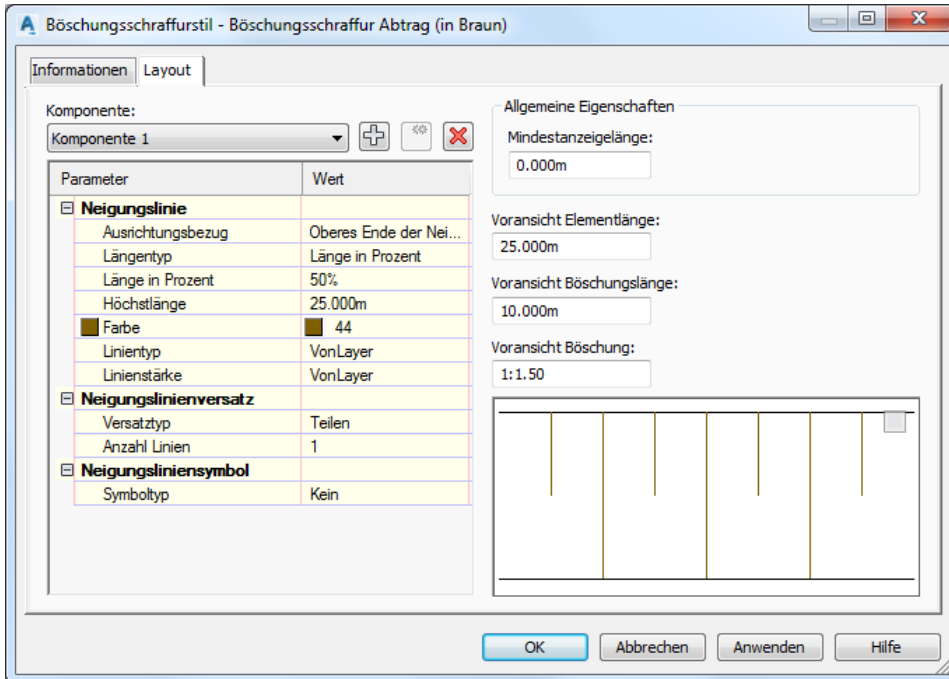 Böschungsschraffurstil - Böschungsschraffur Abtrag (in Braun)
Informationen Layout
Komponente:
Komponente 1
Parameter Wert
Neigungslinie
Ausrichtungsbezug Oberes Ende der Nei...
Längentyp Länge in Prozent
Länge in Prozent 50%
Höchstlänge 25.000m
Farbe 44
Linientyp VonLayer
Linienstärke VonLayer
Neigungslinienversatz
Versatztyp Teilen
Anzahl Linien 1
Neigungsliniensymbol
Symboltyp Kein
Allgemeine Eigenschaften
Mindestanzeigelänge:
0.000m
Voransicht Elementlänge:
25.000m
Voransicht Böschungslänge:
10.000m
Voransicht Böschung:
1:1.50
OK Abbrechen Anwenden Hilfe